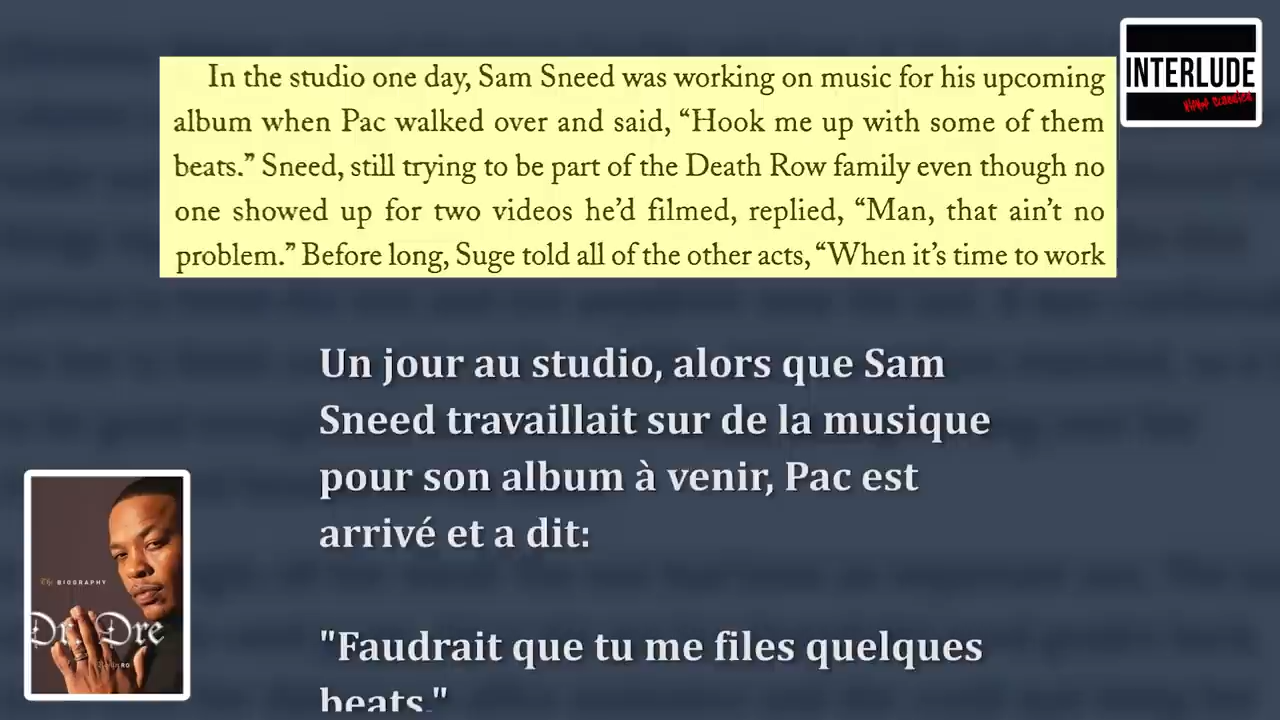 In the studio one day, Sam Sneed was working on music for his upcoming
album when Pac walked over and said, “Hook me up with some of them
beats.” Sneed, still trying to be part of the Death Row family even though no
one showed up for two videos he’d filmed, replied, “Man, that ain’t no
problem.” Before long, Suge told all of the other acts, “When it’s time to work
INTERLUDE
Un jour au studio, alors que Sam
Sneed travaillait sur de la musique
pour son album à venir, Pac est
arrivé et a dit:
"Faudrait que tu me files quelques
beats."
The BIOGRAPHY
Dr. Dre